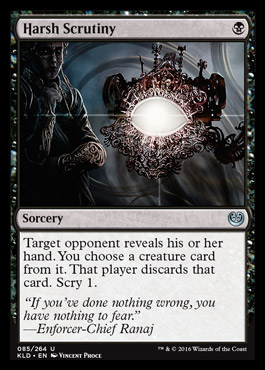 Harsh Scrutiny
Sorcery
Target opponent reveals his or her
hand. You choose a creature card
from it. That player discards that
card. Scry 1.
“If you’ve done nothing wrong, you
have nothing to fear.”
—Enforcer-Chief Ranaj
085/264 U
KLD • EN Vincent Proce
™ & © 2016 Wizards of the Coast